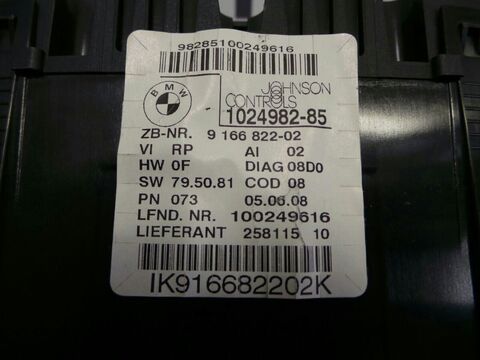 98285100249616
BMW
JOHNSON
CONTROLS
1024982-85
ZB-NR. 9 166 822-02
VI RP AI 02
HW 0F DIAG 08D0
SW 79.50.81 COD 08
PN 073 05.06.08
LFND. NR. 100249616
LIEFERANT 258115 10
IK916682202K